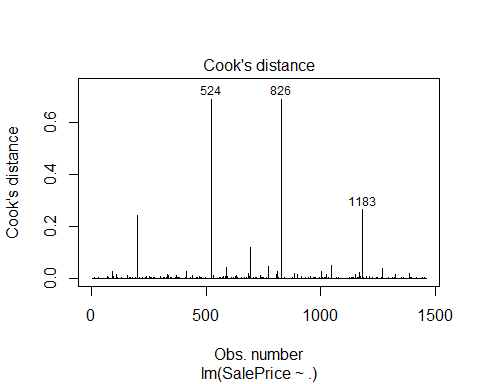 Cook's distance
524 826
1183
Cook's distance
0.6
0.4
0.2
0.0
0 500 1000 1500
Obs. number
lm(SalePrice ~ .)